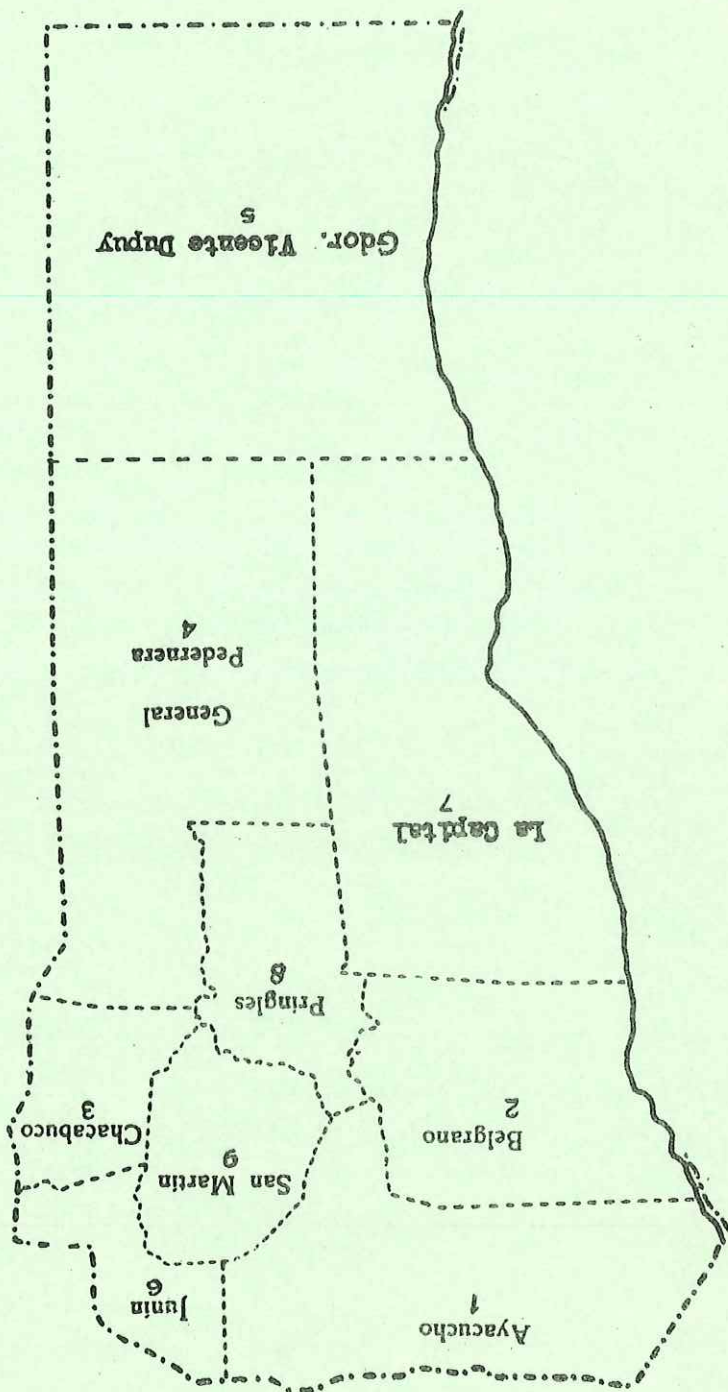 Ayacucho
1
Junín
6
Belgrano
2
San Martín
9
Chacabuco
3
Pringles
8
La Capital
7
General
Pedernera
4
Gdor. Vicente Dupuy
5